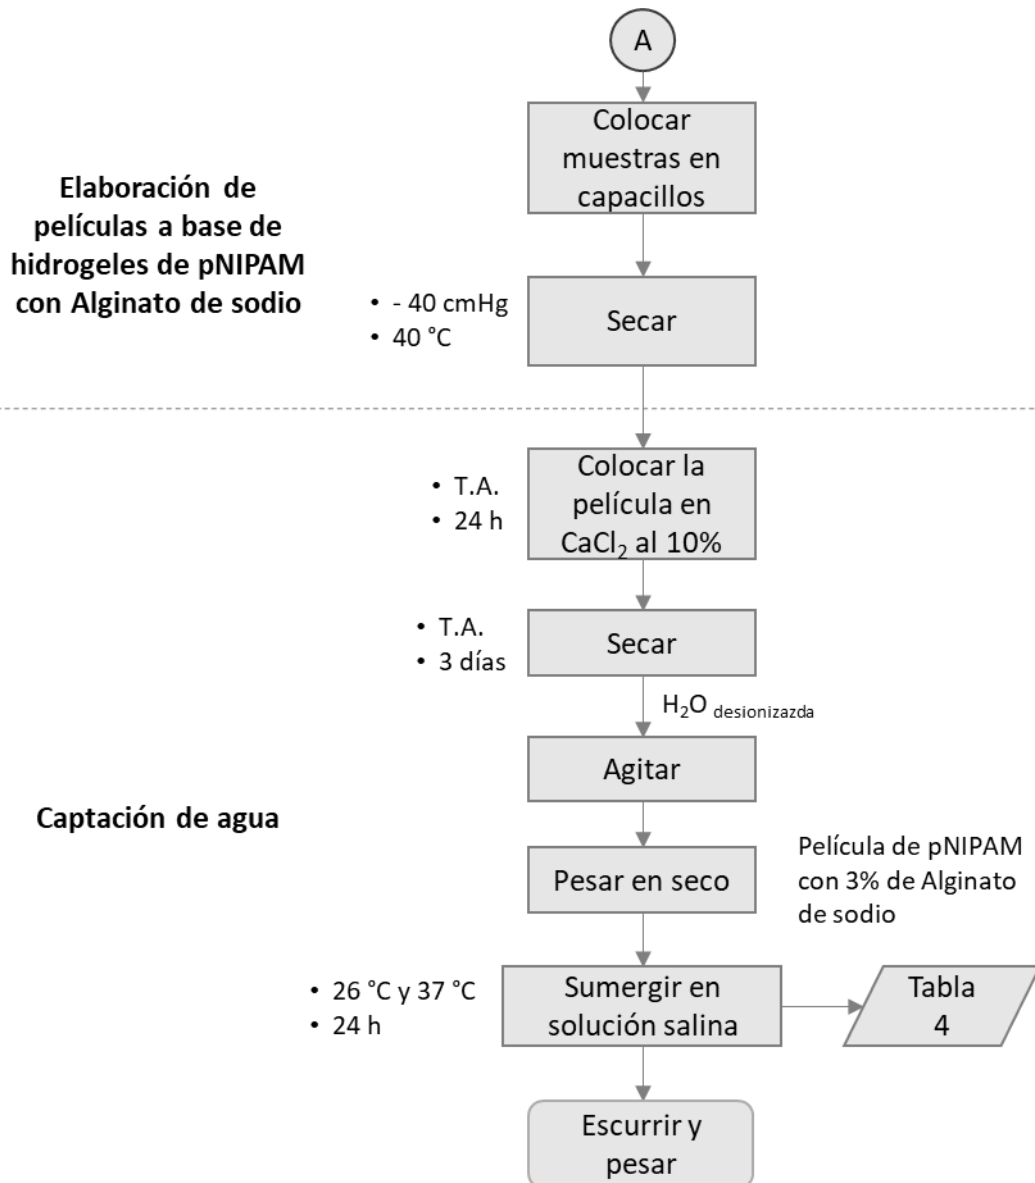 A
Colocar
muestras en
capacillos
Elaboración de
películas a base de
hidrogeles de pNIPAM
con Alginato de sodio
• - 40 cmHg
• 40 °C
Secar
• T.A.
• 24 h
Colocar la
película en
CaCl₂ al 10%
• T.A.
• 3 días
Secar
H₂O desionizazda
Agitar
Captación de agua
Pesar en seco
Película de pNIPAM
con 3% de Alginato
de sodio
• 26 °C y 37 °C
• 24 h
Sumergir en
solución salina
Tabla
4
Escurrir y
pesar